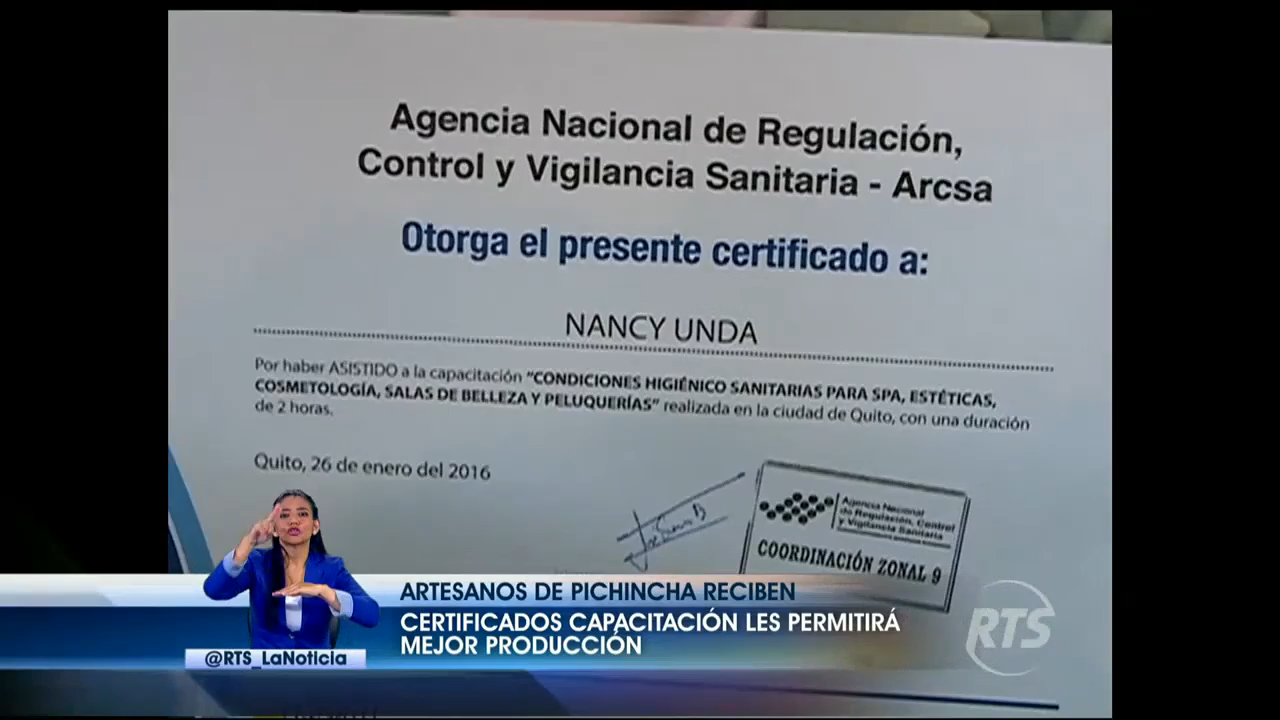 Agencia Nacional de Regulación,
Control y Vigilancia Sanitaria - Arcsa
Otorga el presente certificado a:
NANCY UNDA
Por haber ASISTIDO a la capacitación "CONDICIONES HIGIÉNICO SANITARIAS PARA SPA, ESTÉTICAS,
COSMETOLOGÍA, SALAS DE BELLEZA Y PELUQUERÍAS" realizada en la ciudad de Quito, con una duración
de 2 horas.
Quito, 26 de enero del 2016
Agencia Nacional
de Regulación, Control
y Vigilancia Sanitaria
COORDINACIÓN ZONAL 9
ARTESANOS DE PICHINCHA RECIBEN
CERTIFICADOS CAPACITACIÓN LES PERMITIRÁ
MEJOR PRODUCCIÓN
@RTS_LaNoticia
RTS